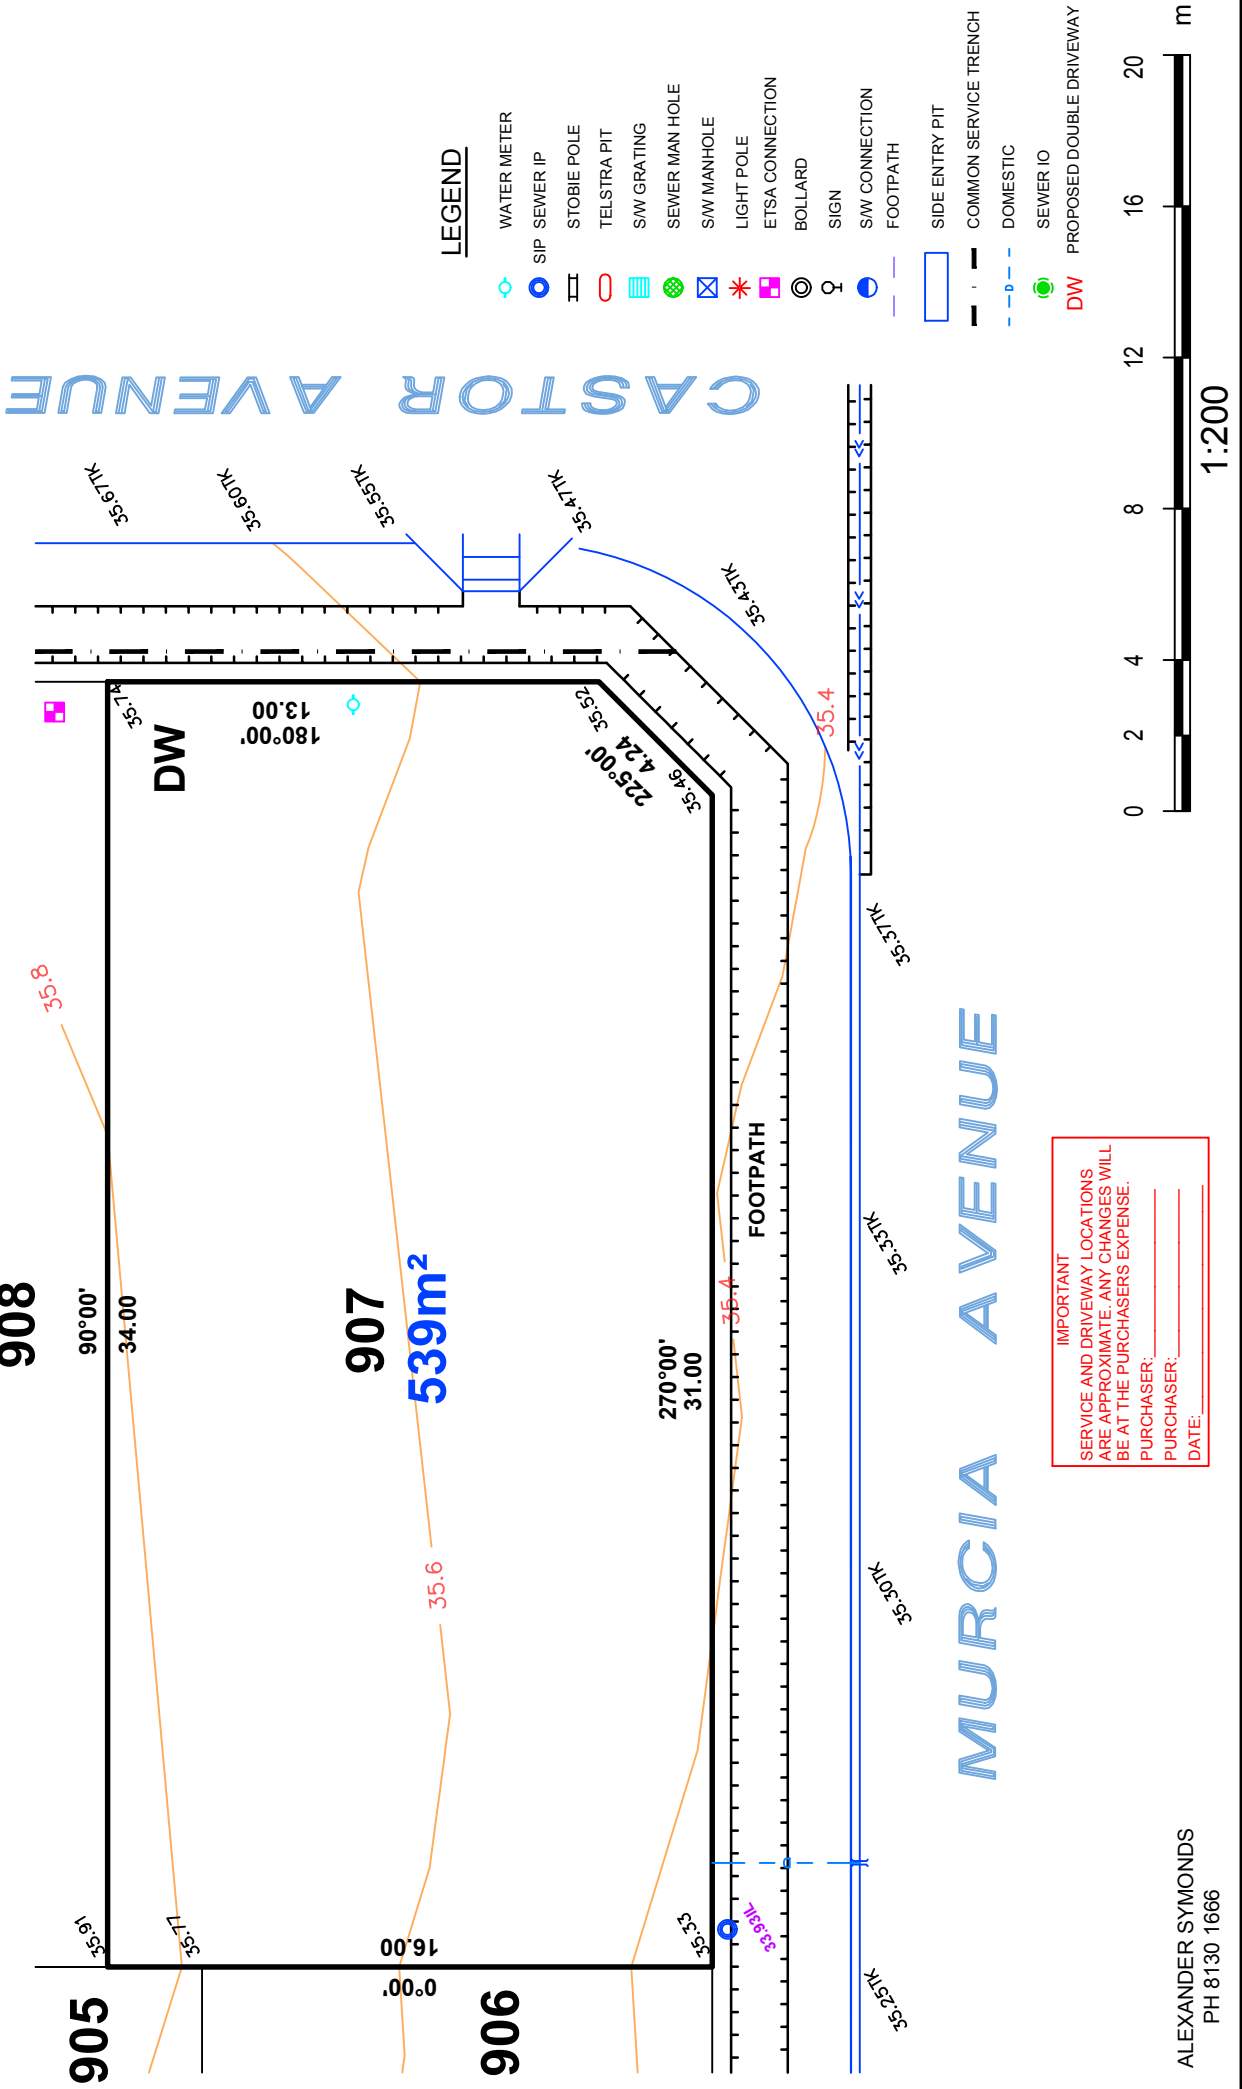 908
905
906
907
539m²
90°00'
34.00
180°00'
13.00
225°00'
4.24
270°00'
31.00
0°00'
16.00
DW
35.91
35.77
35.33
35.74
35.52
35.46
35.8
35.6
35.4
35.4
35.67TK
35.60TK
35.55TK
35.47TK
35.43TK
35.37TK
35.33TK
35.30TK
35.25TK
33.93IL
FOOTPATH
CASTOR AVENUE
MURCIA AVENUE
LEGEND
WATER METER
SIP SEWER IP
STOBIE POLE
TELSTRA PIT
S/W GRATING
SEWER MAN HOLE
S/W MANHOLE
LIGHT POLE
ETSA CONNECTION
BOLLARD
SIGN
S/W CONNECTION
FOOTPATH
SIDE ENTRY PIT
COMMON SERVICE TRENCH
D DOMESTIC
SEWER IO
DW PROPOSED DOUBLE DRIVEWAY
IMPORTANT
SERVICE AND DRIVEWAY LOCATIONS
ARE APPROXIMATE. ANY CHANGES WILL
BE AT THE PURCHASERS EXPENSE.
PURCHASER:
PURCHASER:
DATE:
0 2 4 8 12 16 20 m
1:200
ALEXANDER SYMONDS
PH 8130 1666